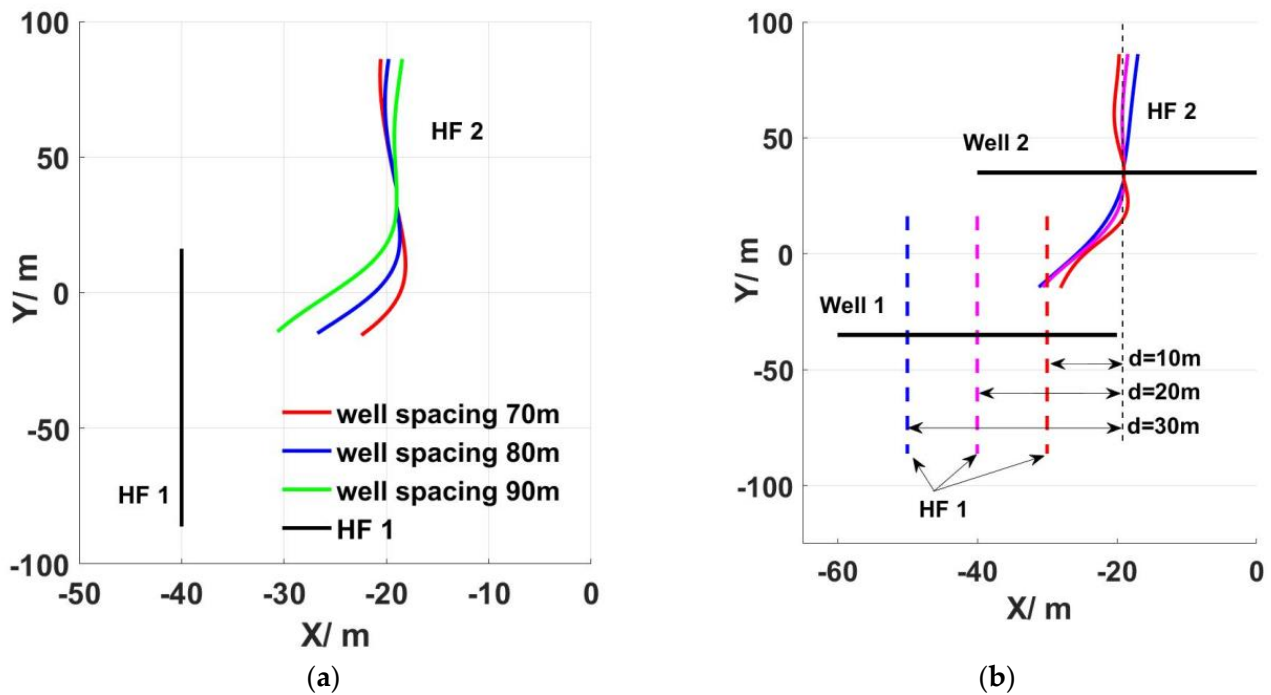 100
50
0
-50
-100
-50
-40
-30
-20
-10
0
Y/ m
X/ m
HF 2
HF 1
well spacing 70m
well spacing 80m
well spacing 90m
HF 1
(a)
100
50
0
-50
-100
-60
-40
-20
0
Y/ m
X/ m
HF 2
Well 2
Well 1
d=10m
d=20m
d=30m
HF 1
(b)